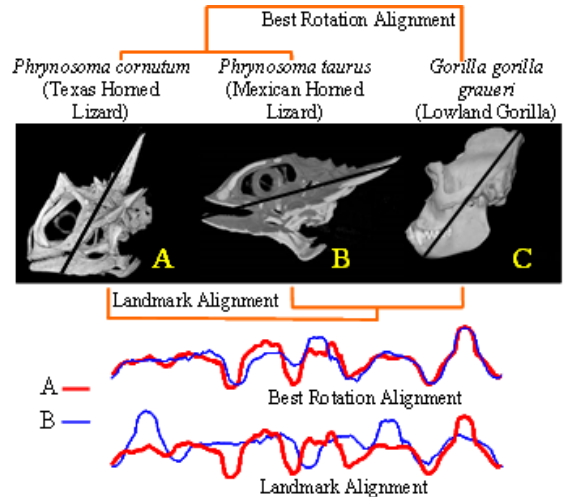 Best Rotation Alignment
Phrynosoma cornutum
(Texas Horned
Lizard)
Phrynosoma taurus
(Mexican Horned
Lizard)
Gorilla gorilla
graueri
(Lowland Gorilla)
A
B
C
Landmark Alignment
A
B
Best Rotation Alignment
Landmark Alignment